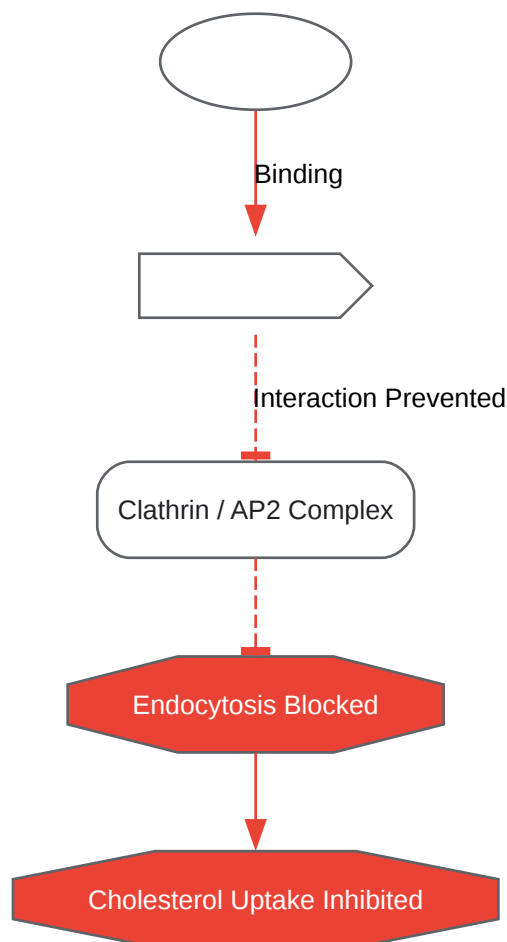 Binding
Interaction Prevented
Clathrin / AP2 Complex
Endocytosis Blocked
Cholesterol Uptake Inhibited